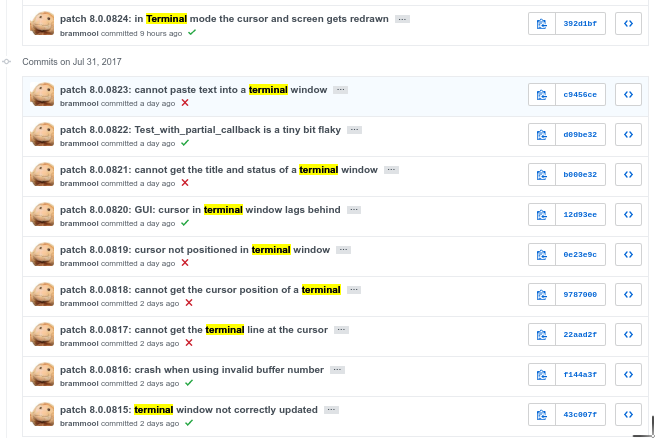 patch 8.0.0824: in Terminal mode the cursor and screen gets redrawn ...
392d1bf
brammool committed 9 hours ago
Commits on Jul 31, 2017
patch 8.0.0823: cannot paste text into a terminal window ...
c9456ce
brammool committed a day ago
patch 8.0.0822: Test_with_partial_callback is a tiny bit flaky ...
d09be32
brammool committed a day ago
patch 8.0.0821: cannot get the title and status of a terminal window ...
b000e32
brammool committed a day ago
patch 8.0.0820: GUI: cursor in terminal window lags behind ...
12d93ee
brammool committed a day ago
patch 8.0.0819: cursor not positioned in terminal window ...
0e23e9c
brammool committed a day ago
patch 8.0.0818: cannot get the cursor position of a terminal ...
9787000
brammool committed 2 days ago
patch 8.0.0817: cannot get the terminal line at the cursor ...
22aad2f
brammool committed 2 days ago
patch 8.0.0816: crash when using invalid buffer number ...
f144a3f
brammool committed 2 days ago
patch 8.0.0815: terminal window not correctly updated ...
43c007f
brammool committed 2 days ago